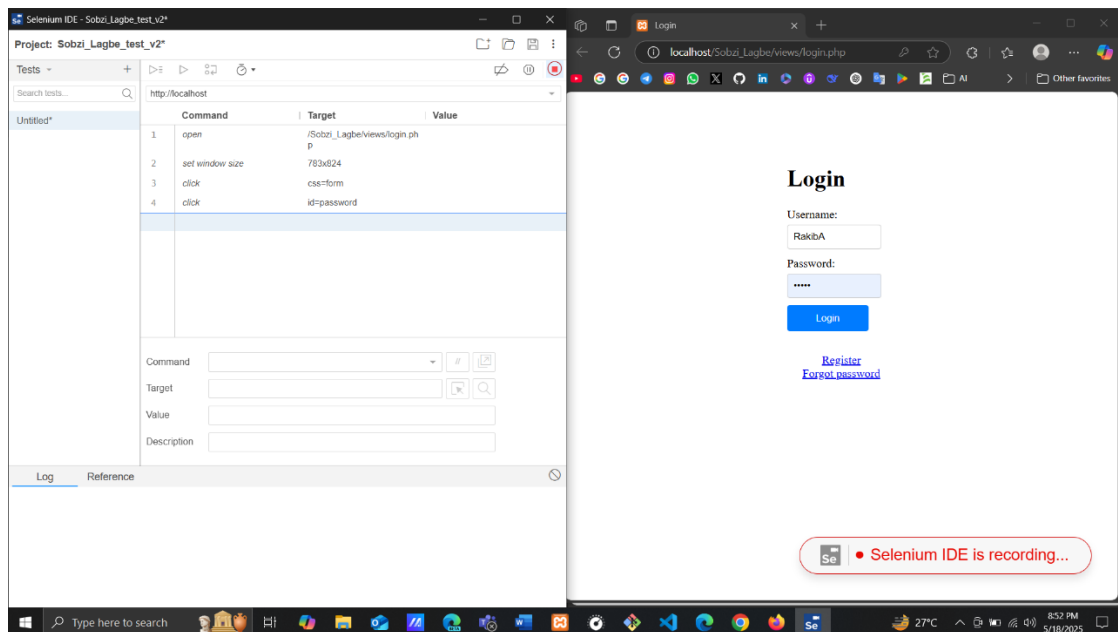 Selenium IDE - Sobzi_Lagbe_test_v2*
Project: Sobzi_Lagbe_test_v2*
Tests
Search tests...
http://localhost
Untitled*
Command Target Value
1 open /Sobzi_Lagbe/views/login.ph
p
2 set window size 783x824
3 click css=form
4 click id=password
Command
//
Target
Value
Description
Log Reference
Login
localhost/Sobzi_Lagbe/views/login.php
AI
Other favorites
Login
Username:
RakibA
Password:
•••••
Login
Register
Forgot password
Se
Selenium IDE is recording...
Type here to search
27°C
8:52 PM
5/18/2025